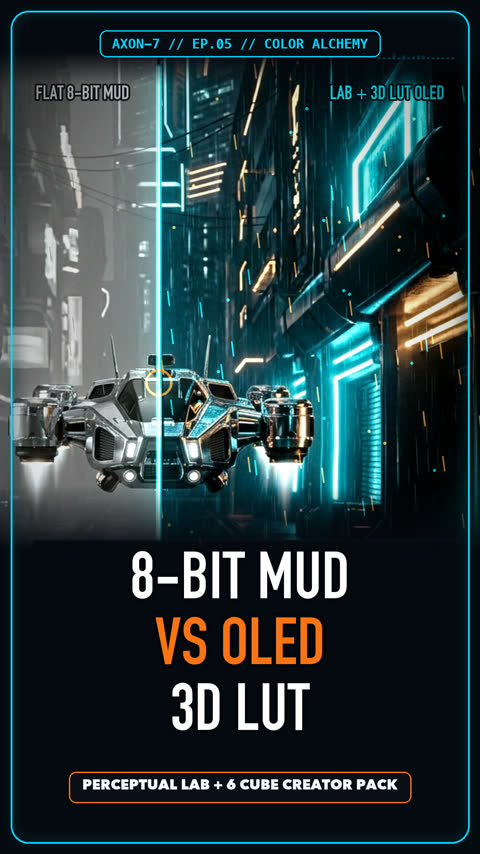 AXON-7 // EP.05 // COLOR ALCHEMY
FLAT 8-BIT MUD
LAB + 3D LUT OLED
8-BIT MUD
VS OLED
3D LUT
PERCEPTUAL LAB + 6 CUBE CREATOR PACK